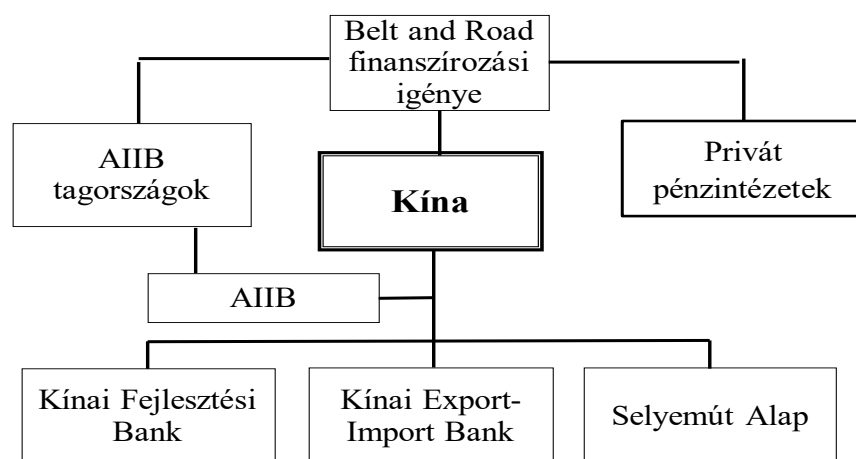 Belt and Road
finanszírozási
igénye
AIIB
tagországok
Kína
Privát
pénzintézetek
AIIB
Kínai Fejlesztési
Bank
Kínai Export-
Import Bank
Selyemút Alap